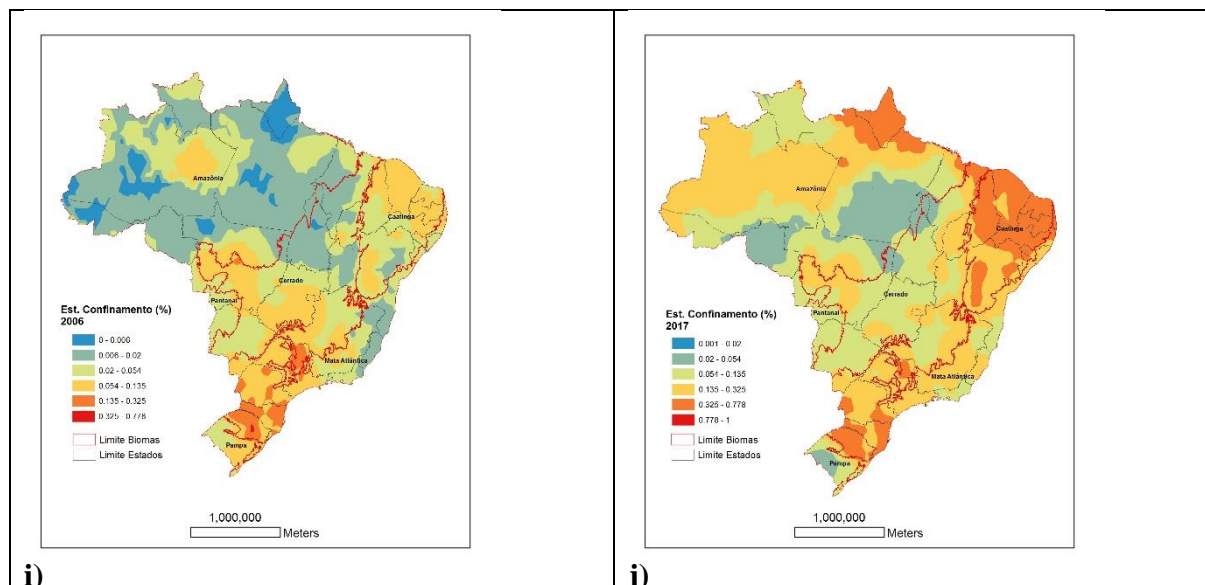 Amazônia
Caatinga
Cerrado
Pantanal
Mata Atlântica
Pampa
Est. Confinamento (%)
2006
0 - 0.006
0.006 - 0.02
0.02 - 0.054
0.054 - 0.135
0.135 - 0.325
0.325 - 0.778
Limite Biomas
Limite Estados
1,000,000
Meters
i)
Amazônia
Caatinga
Cerrado
Pantanal
Mata Atlântica
Pampa
Est. Confinamento (%)
2017
0.001 - 0.02
0.02 - 0.054
0.054 - 0.135
0.135 - 0.325
0.325 - 0.778
0.778 - 1
Limite Biomas
Limite Estados
1,000,000
Meters
j)